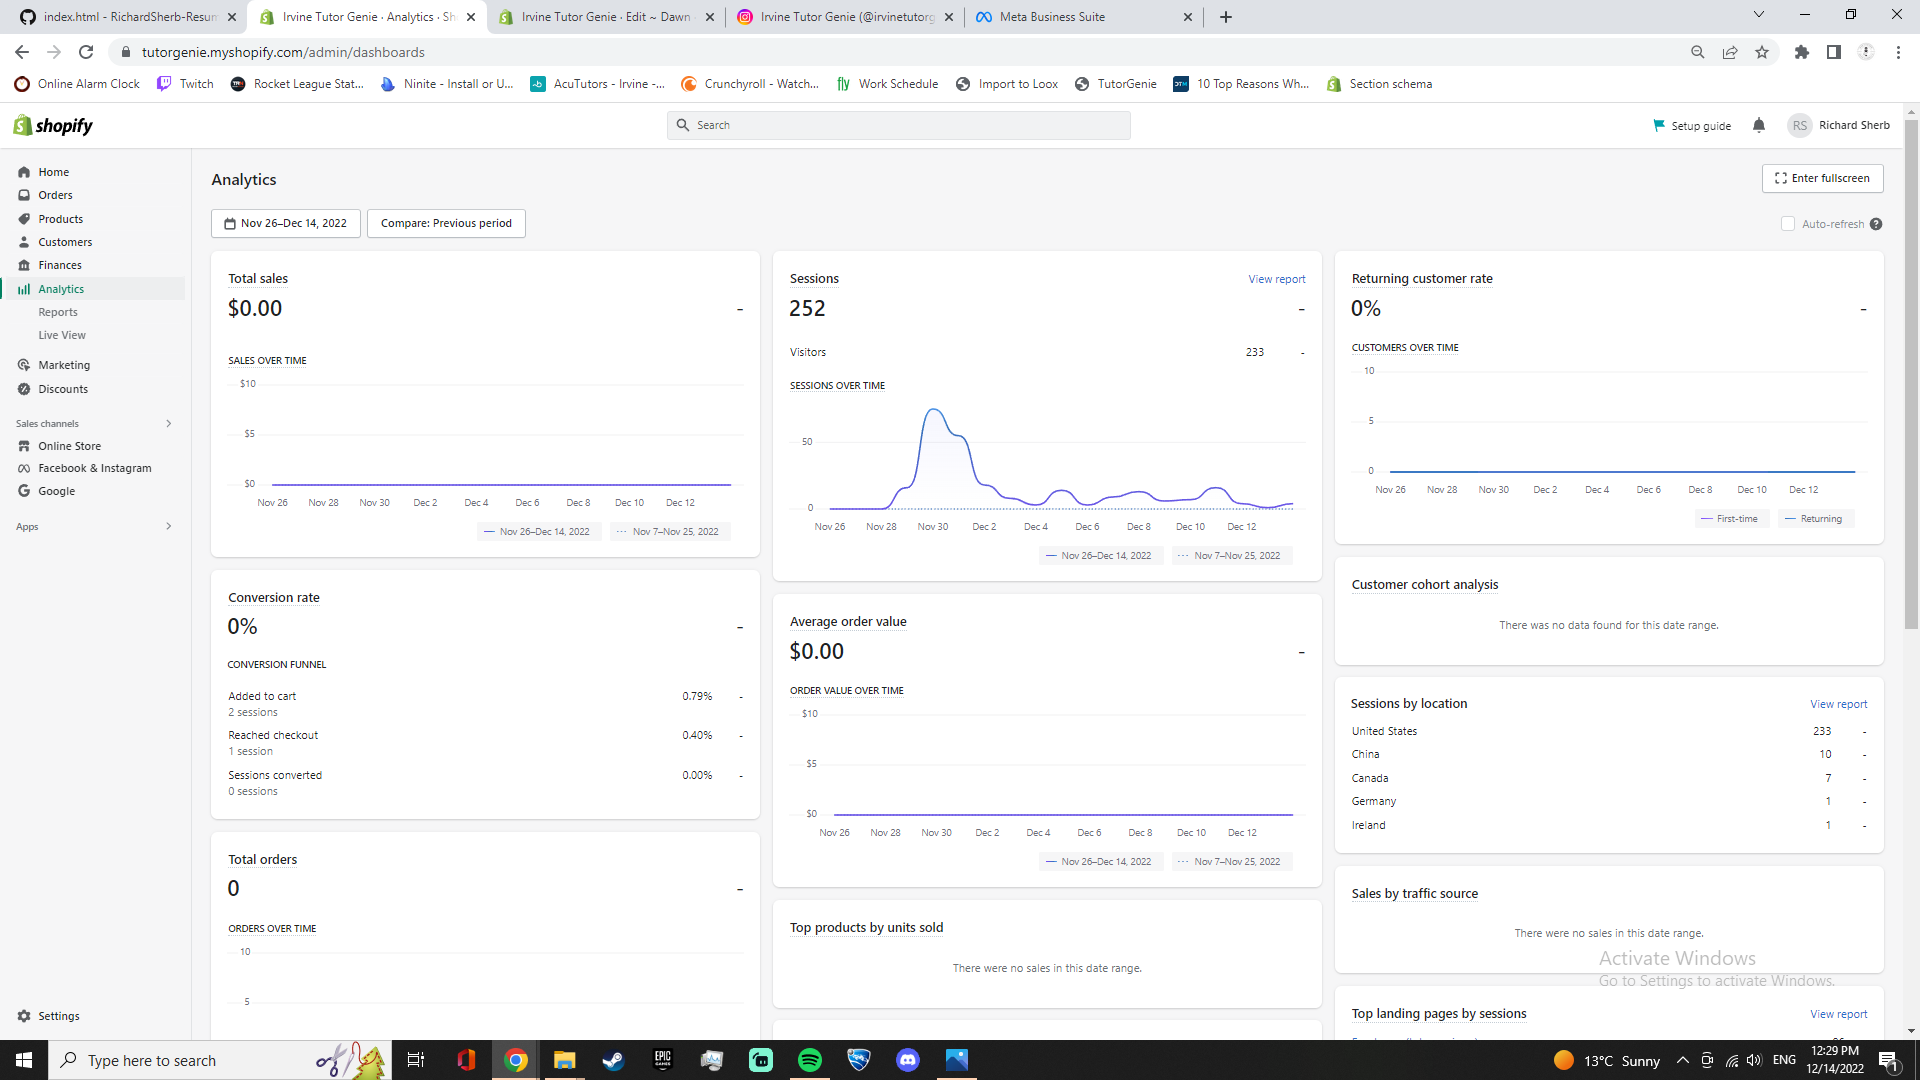 index.html - RichardSherb-Resum
Irvine Tutor Genie · Analytics · Sh
Irvine Tutor Genie · Edit ~ Dawn
Irvine Tutor Genie (@irvinetutorg
Meta Business Suite
tutorgenie.myshopify.com/admin/dashboards
Online Alarm Clock
Twitch
Rocket League Stat...
Ninite - Install or U...
AcuTutors - Irvine -...
Crunchyroll - Watch...
fly Work Schedule
Import to Loox
TutorGenie
10 Top Reasons Wh...
Section schema
shopify
Search
Setup guide
RS
Richard Sherb
Home
Orders
Products
Customers
Finances
Analytics
Reports
Live View
Marketing
Discounts
Sales channels
Online Store
Facebook & Instagram
Google
Apps
Settings
Analytics
Enter fullscreen
Nov 26–Dec 14, 2022
Compare: Previous period
Auto-refresh
Total sales
$0.00 -
SALES OVER TIME
$10
$5
$0
Nov 26 Nov 28 Nov 30 Dec 2 Dec 4 Dec 6 Dec 8 Dec 10 Dec 12
Nov 26–Dec 14, 2022 Nov 7–Nov 25, 2022
Conversion rate
0% -
CONVERSION FUNNEL
Added to cart 0.79% -
2 sessions
Reached checkout 0.40% -
1 session
Sessions converted 0.00% -
0 sessions
Total orders
0 -
ORDERS OVER TIME
10
5
Sessions View report
252 -
Visitors 233 -
SESSIONS OVER TIME
50
0
Nov 26 Nov 28 Nov 30 Dec 2 Dec 4 Dec 6 Dec 8 Dec 10 Dec 12
Nov 26–Dec 14, 2022 Nov 7–Nov 25, 2022
Average order value
$0.00 -
ORDER VALUE OVER TIME
$10
$5
$0
Nov 26 Nov 28 Nov 30 Dec 2 Dec 4 Dec 6 Dec 8 Dec 10 Dec 12
Nov 26–Dec 14, 2022 Nov 7–Nov 25, 2022
Top products by units sold
There were no sales in this date range.
Returning customer rate
0% -
CUSTOMERS OVER TIME
10
5
0
Nov 26 Nov 28 Nov 30 Dec 2 Dec 4 Dec 6 Dec 8 Dec 10 Dec 12
First-time Returning
Customer cohort analysis
There was no data found for this date range.
Sessions by location View report
United States 233 -
China 10 -
Canada 7 -
Germany 1 -
Ireland 1 -
Sales by traffic source
There were no sales in this date range.
Activate Windows
Go to Settings to activate Windows.
Top landing pages by sessions View report
Type here to search
EPIC GAMES
13°C Sunny
ENG
12:29 PM
12/14/2022
1